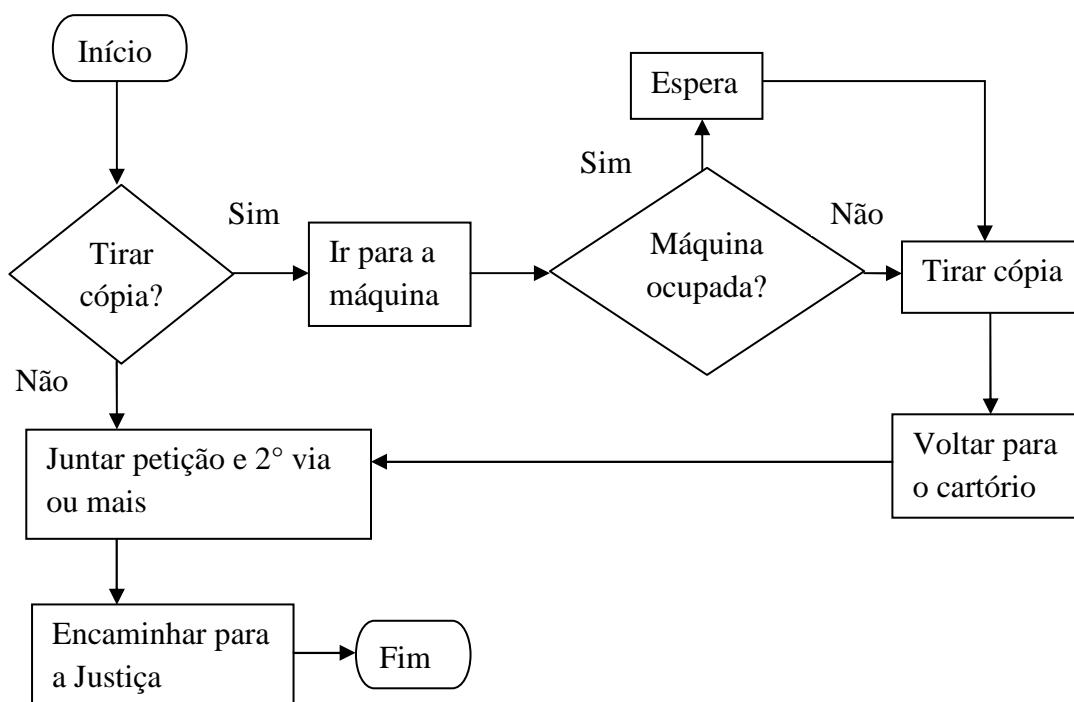 Início
Tirar
cópia?
Sim
Não
Ir para a
máquina
Máquina
ocupada?
Sim
Espera
Não
Tirar cópia
Voltar para
o cartório
Juntar petição e 2° via
ou mais
Encaminhar para
a Justiça
Fim